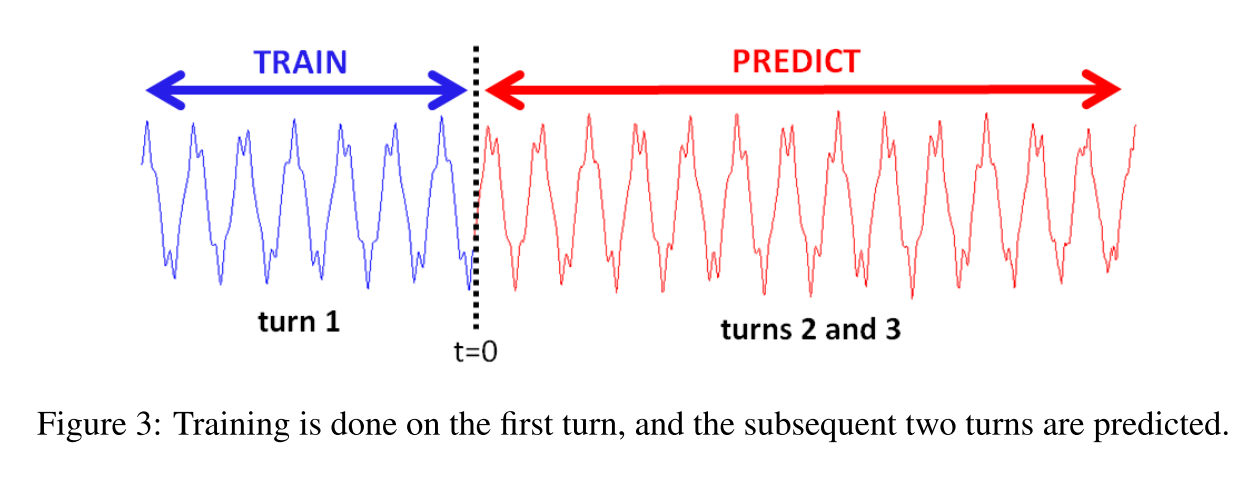 TRAIN
PREDICT
turn 1
turns 2 and 3
t=0
Figure 3: Training is done on the first turn, and the subsequent two turns are predicted.